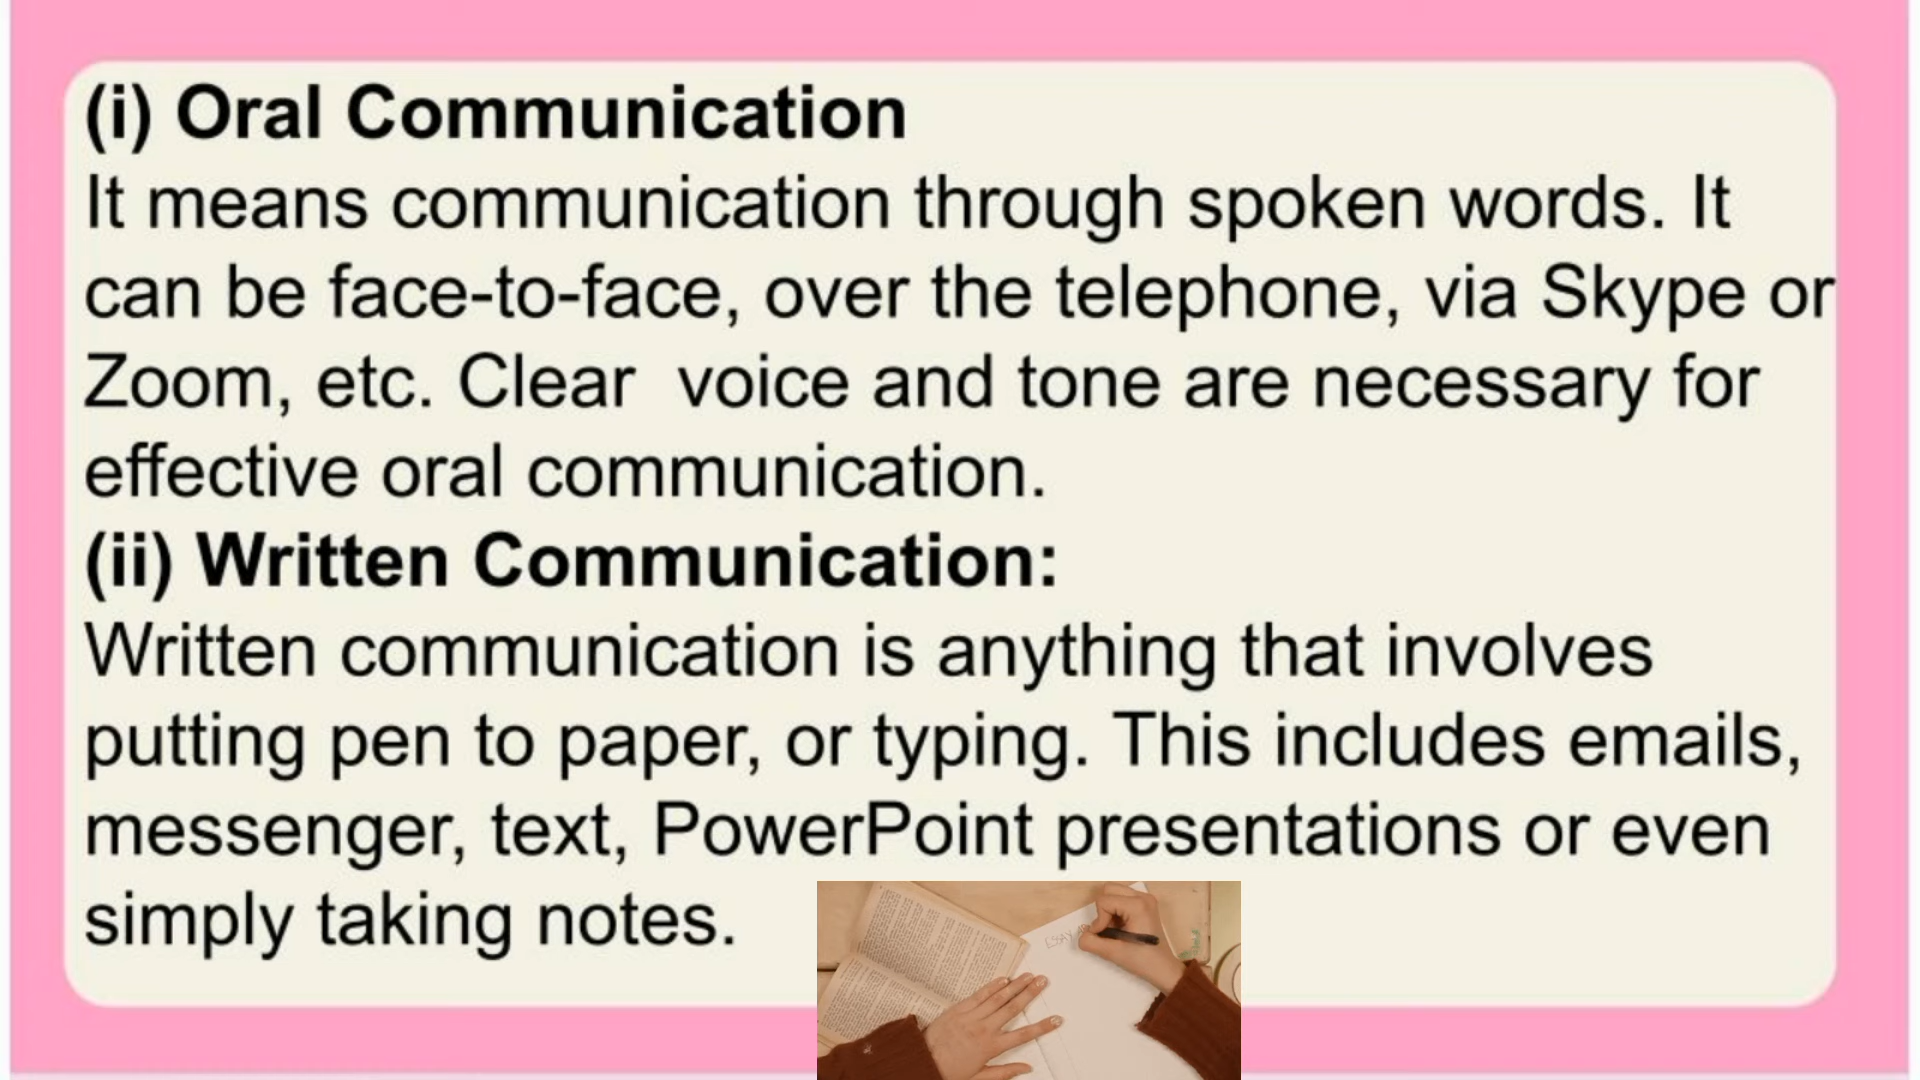 (i) Oral Communication
It means communication through spoken words. It
can be face-to-face, over the telephone, via Skype or
Zoom, etc. Clear  voice and tone are necessary for
effective oral communication.
(ii) Written Communication:
Written communication is anything that involves
putting pen to paper, or typing. This includes emails,
messenger, text, PowerPoint presentations or even
simply taking notes.
ESSAY